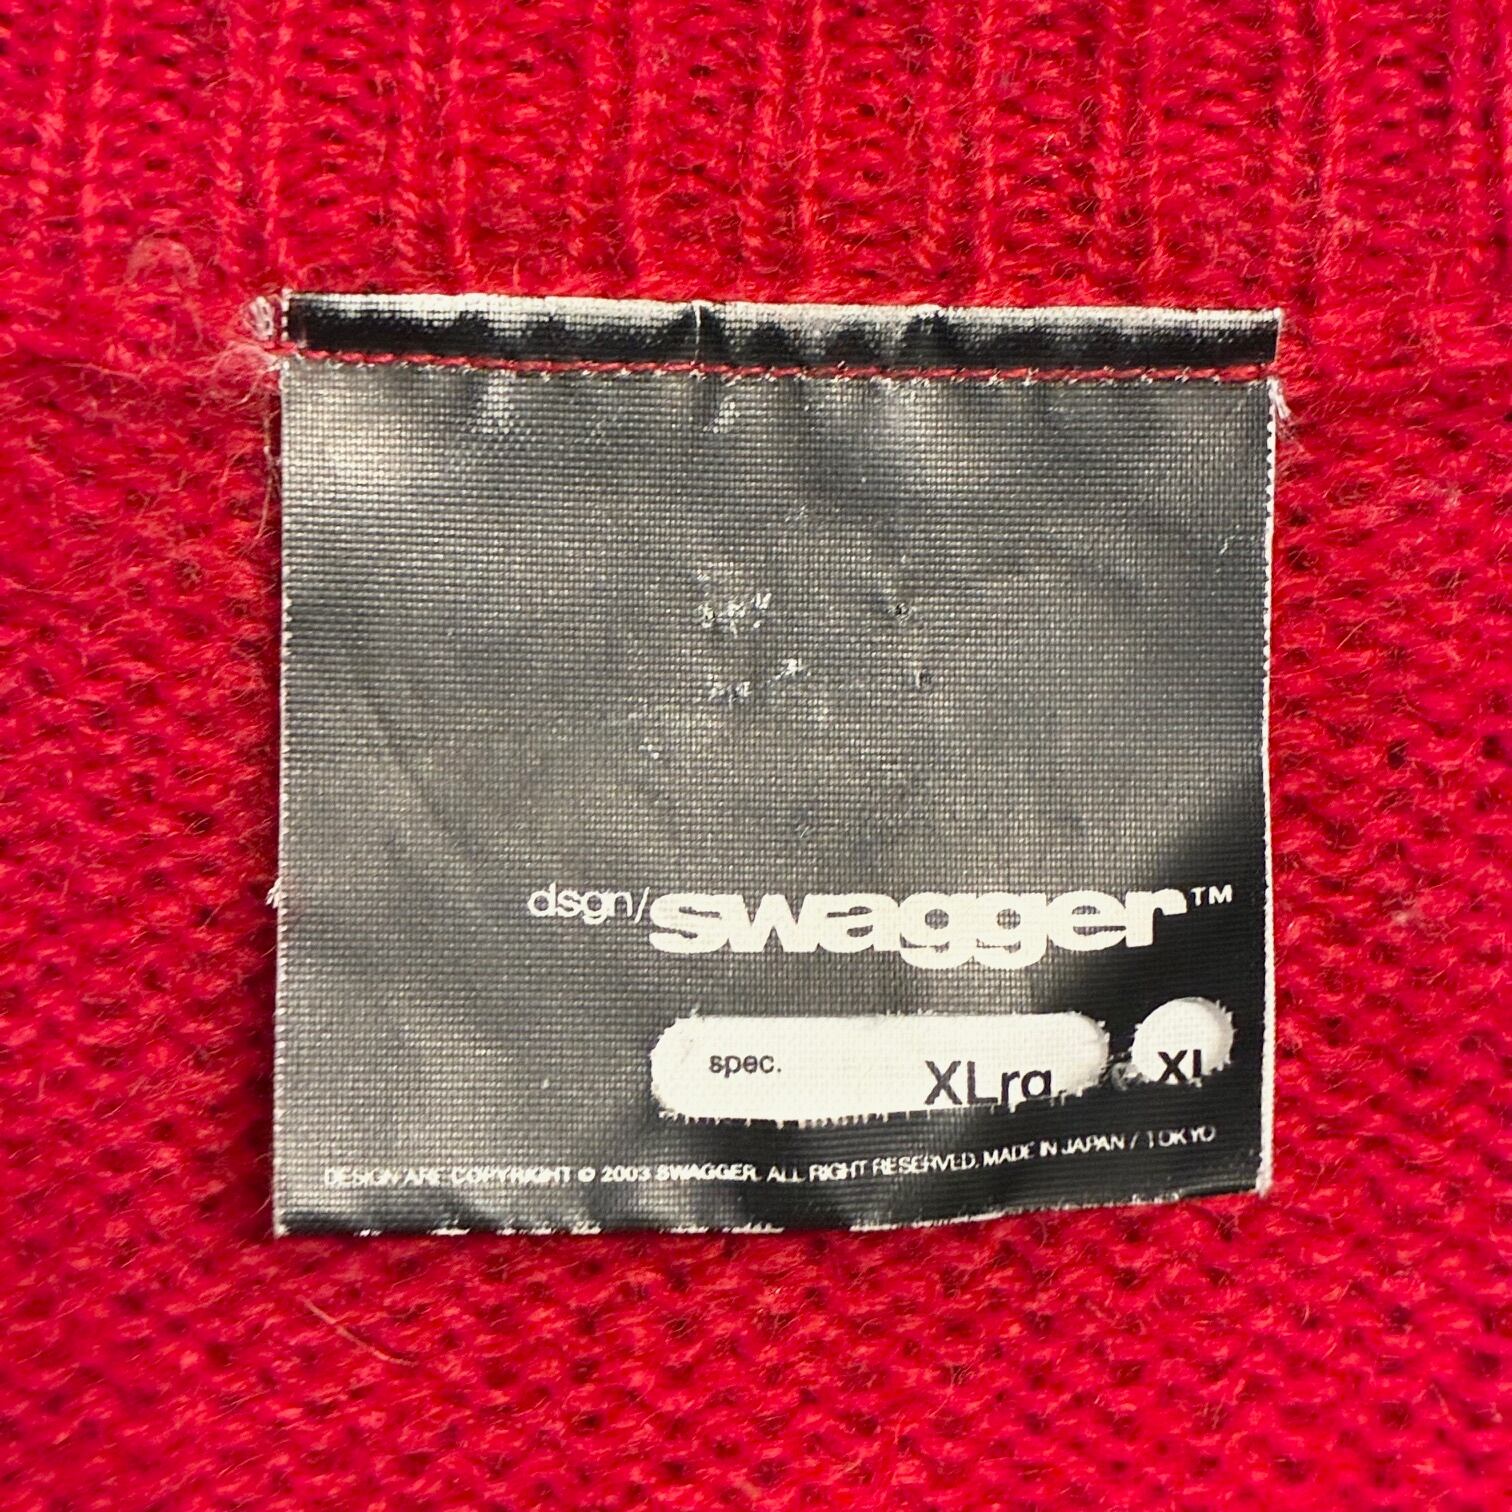 dsgn/swagger™
spec. XLrg. XL
DESIGN ARE COPYRIGHT © 2003 SWAGGER. ALL RIGHT RESERVED. MADE IN JAPAN / TOKYO